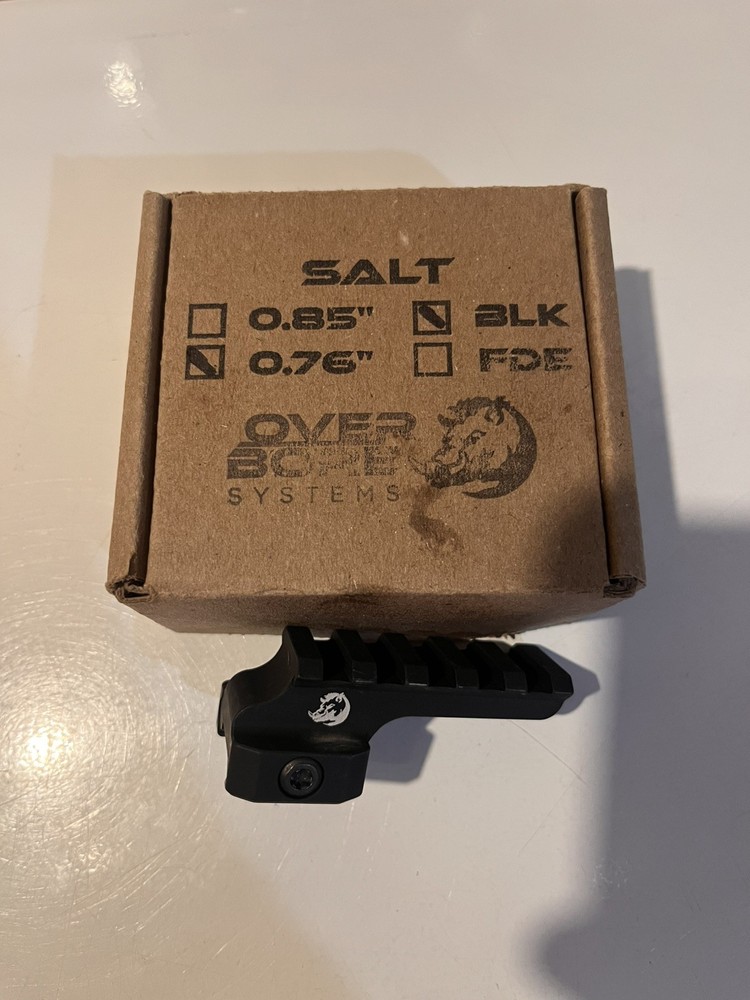 SALT
0.85" BLK
0.76" FDE
OVER
BORE
SYSTEMS